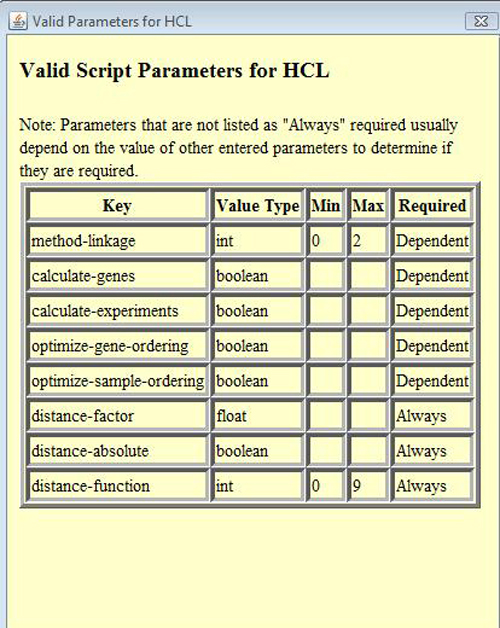 Valid Parameters for HCL
Valid Script Parameters for HCL
Note: Parameters that are not listed as "Always" required usually
depend on the value of other entered parameters to determine if
they are required.
Key Value Type Min Max Required
method-linkage int 0 2 Dependent
calculate-genes boolean Dependent
calculate-experiments boolean Dependent
optimize-gene-ordering boolean Dependent
optimize-sample-ordering boolean Dependent
distance-factor float Always
distance-absolute boolean Always
distance-function int 0 9 Always